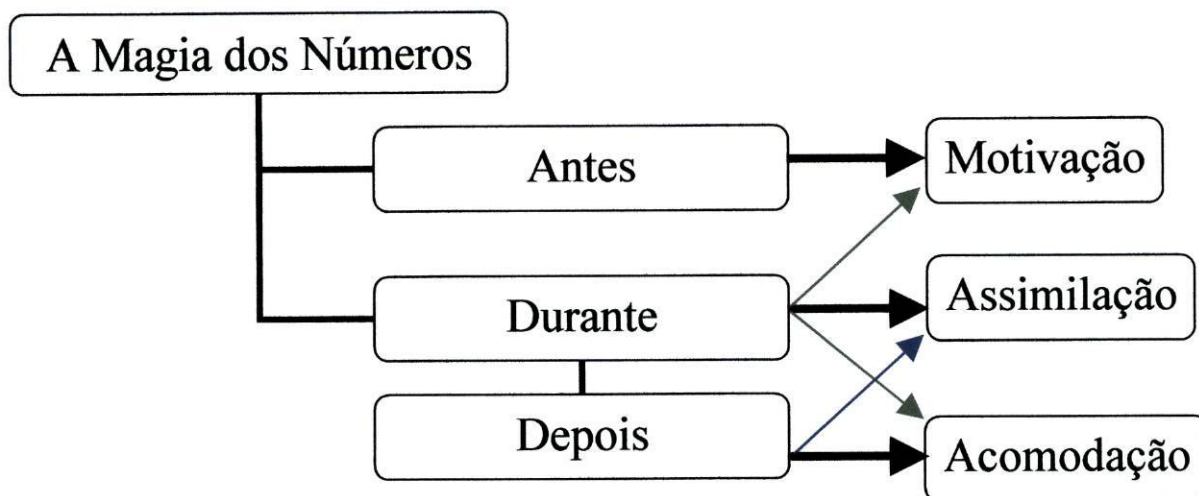 A Magia dos Números
Antes
Motivação
Durante
Assimilação
Depois
Acomodação